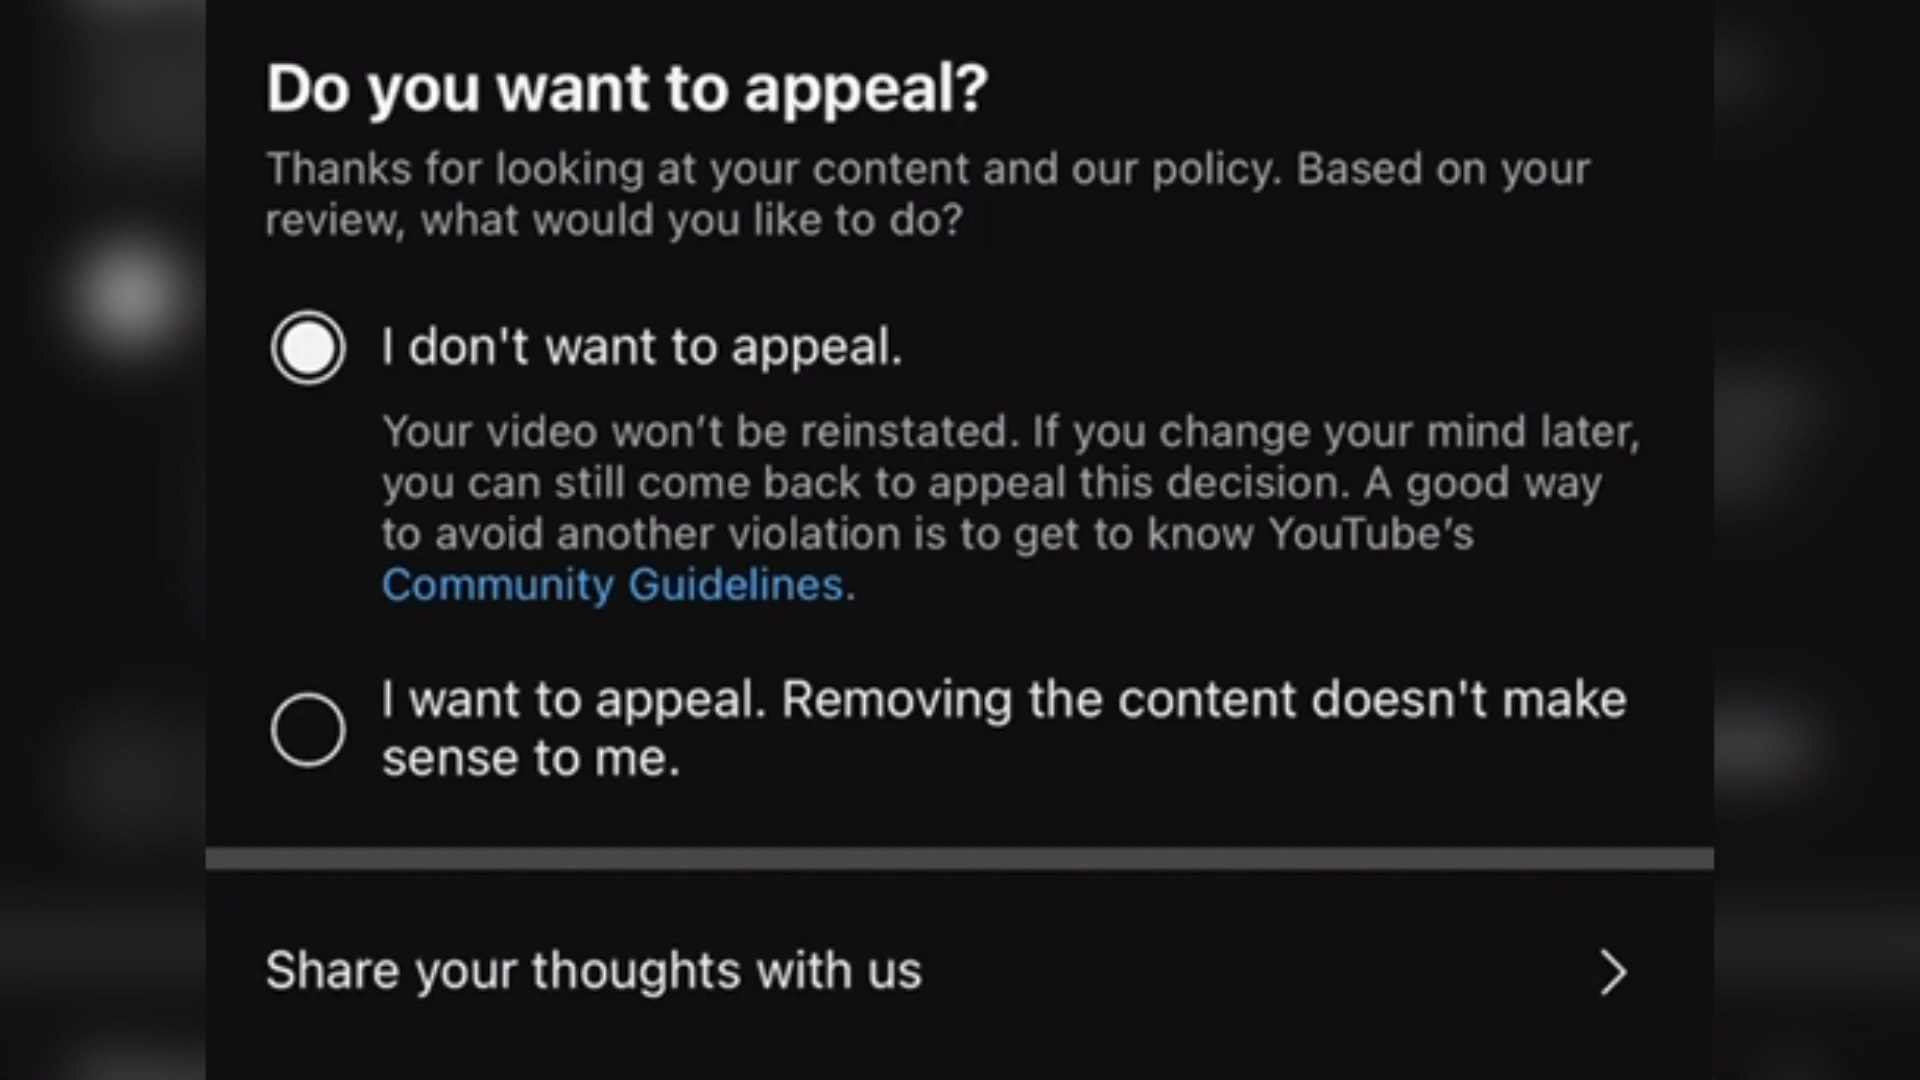 Do you want to appeal?
Thanks for looking at your content and our policy. Based on your
review, what would you like to do?
I don't want to appeal.
Your video won’t be reinstated. If you change your mind later,
you can still come back to appeal this decision. A good way
to avoid another violation is to get to know YouTube’s
Community Guidelines.
I want to appeal. Removing the content doesn't make
sense to me.
Share your thoughts with us